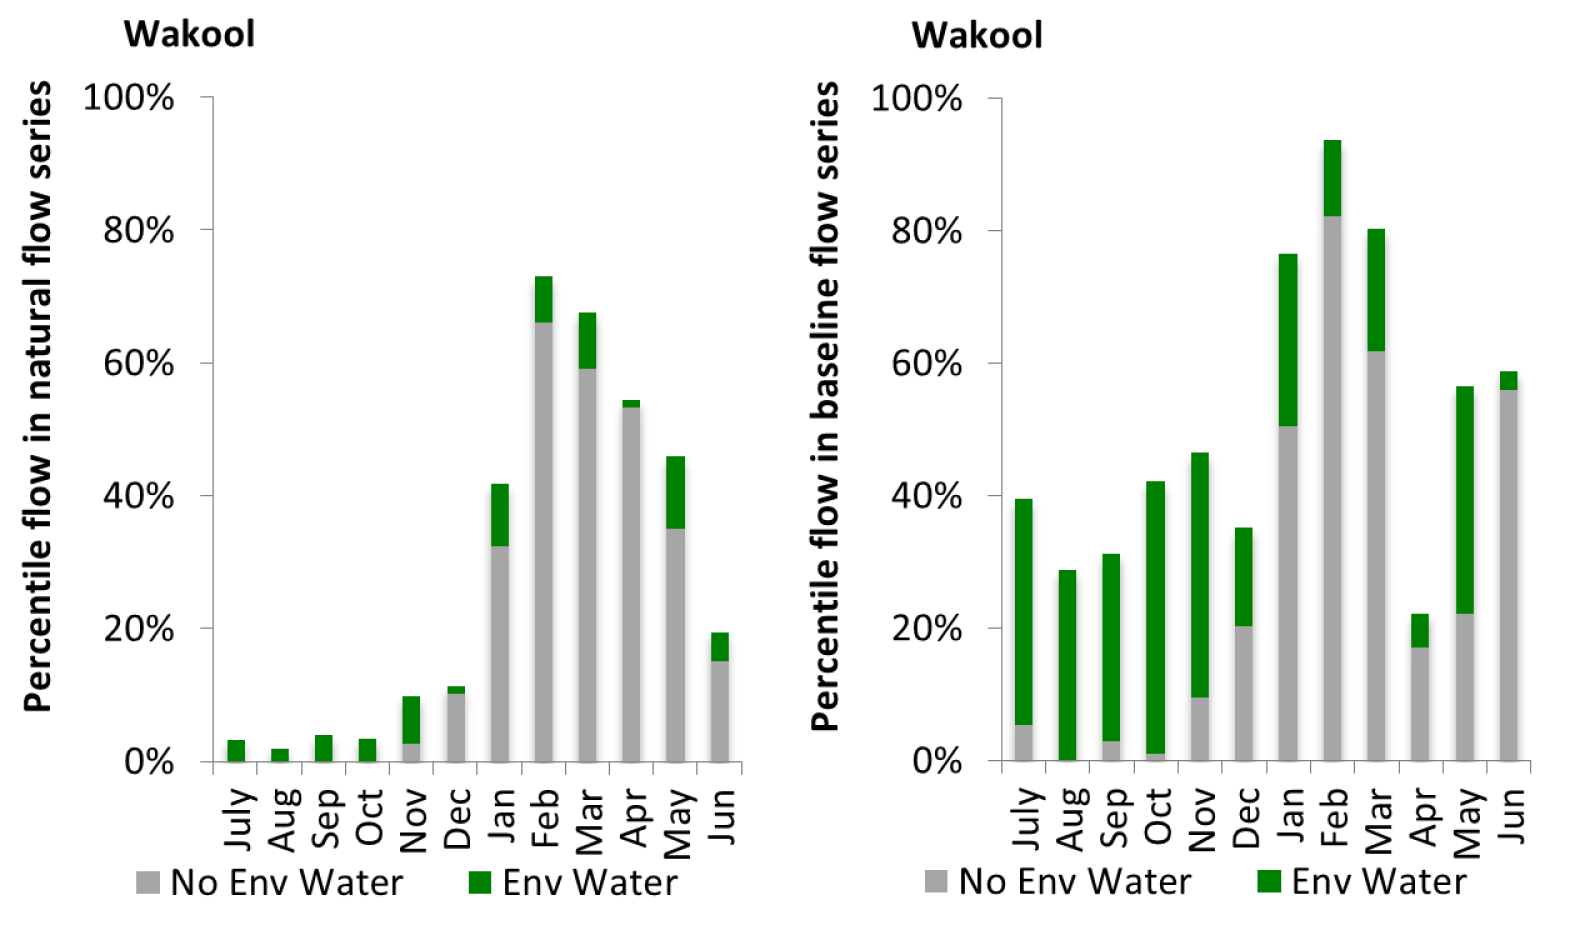 Wakool
Percentile flow in natural flow series
100%
80%
60%
40%
20%
0%
July
Aug
Sep
Oct
Nov
Dec
Jan
Feb
Mar
Apr
May
Jun
No Env Water
Env Water
Wakool
Percentile flow in baseline flow series
100%
80%
60%
40%
20%
0%
July
Aug
Sep
Oct
Nov
Dec
Jan
Feb
Mar
Apr
May
Jun
No Env Water
Env Water